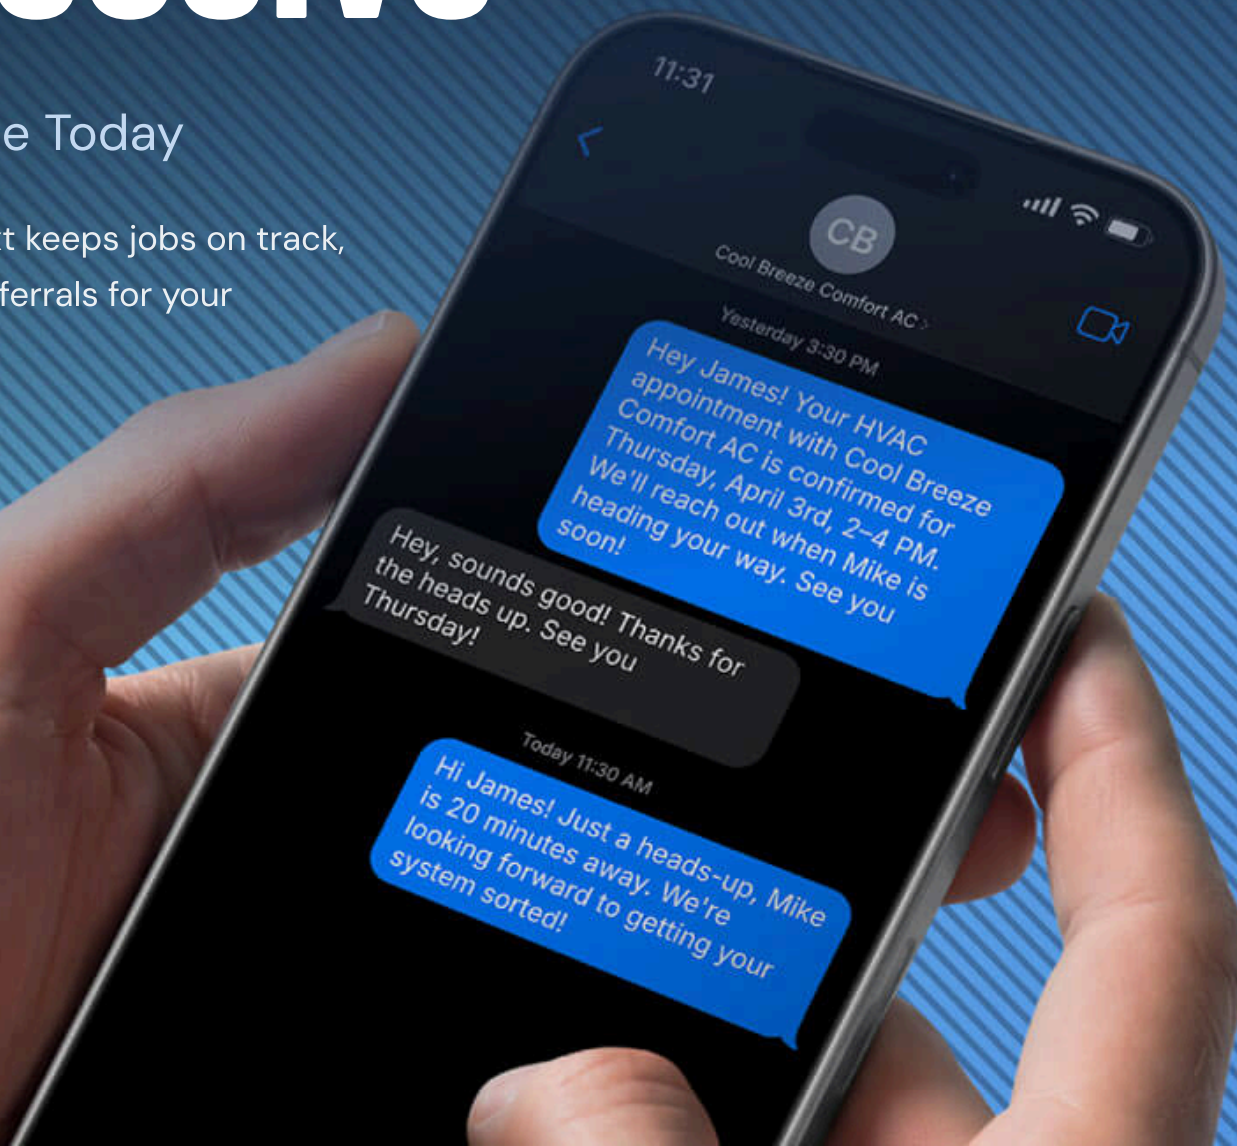 e Today
keeps jobs on track,
for your
11:31
CB
Cool Breeze Comfort AC
Yesterday 3:30 PM
Hey James! Your HVAC
appointment with Cool Breeze
Comfort AC is confirmed for
Thursday, April 3rd, 2–4 PM.
We'll reach out when Mike is
heading your way. See you
soon!
Hey, sounds good! Thanks for
the heads up. See you
Thursday!
Today 11:30 AM
Hi James! Just a heads-up, Mike
is 20 minutes away. We're
looking forward to getting your
system sorted!